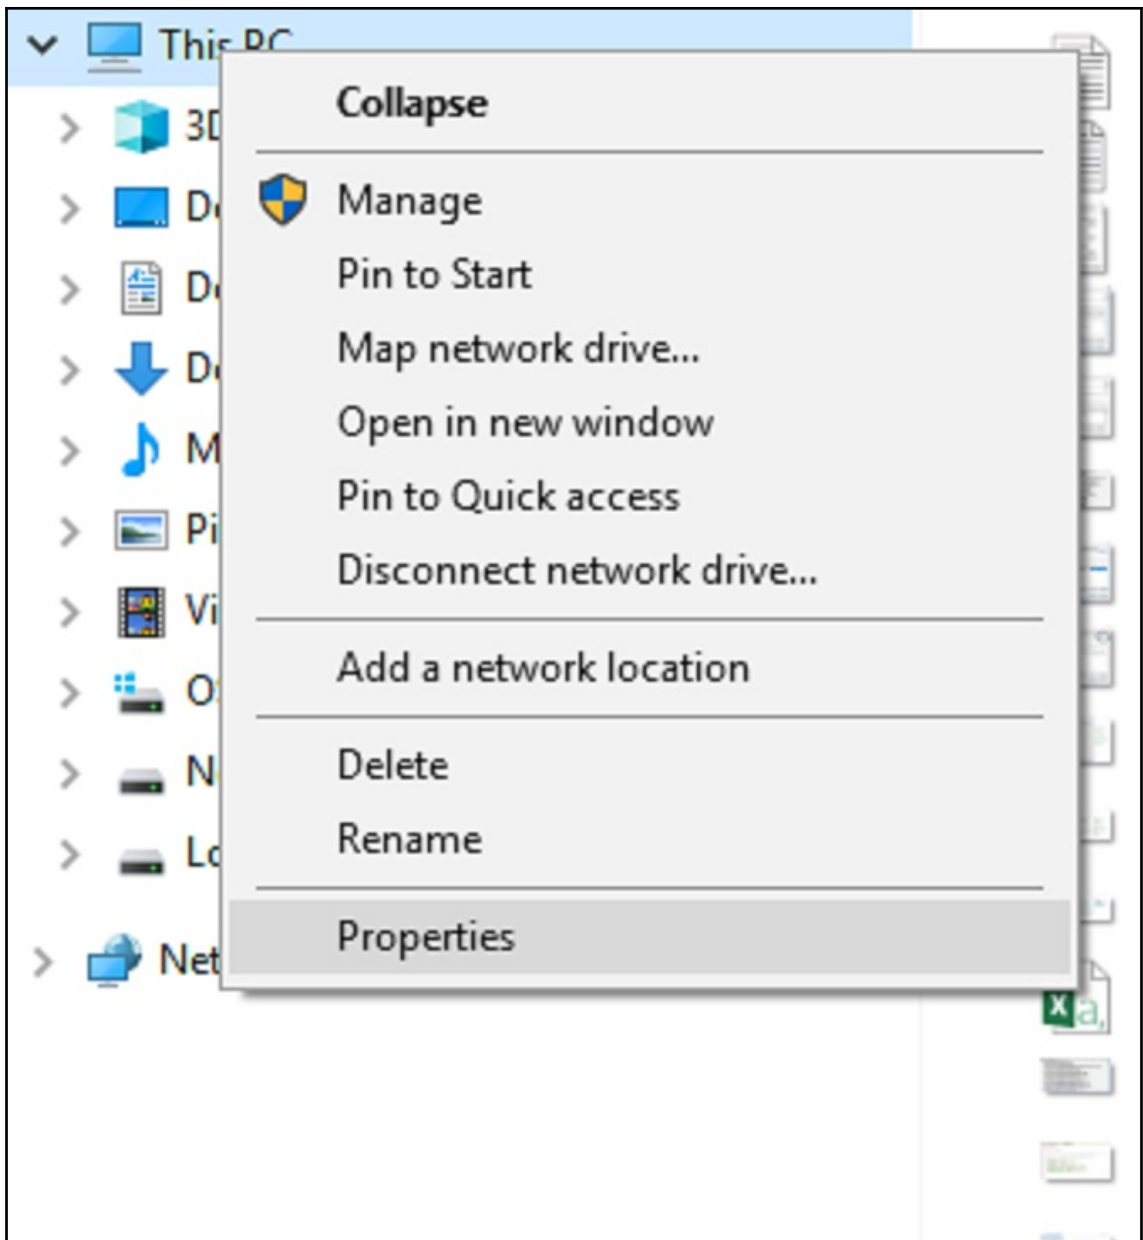 This PC
Collapse
3D
Manage
Pin to Start
Map network drive...
Open in new window
Pin to Quick access
Disconnect network drive...
Add a network location
Delete
Rename
Properties